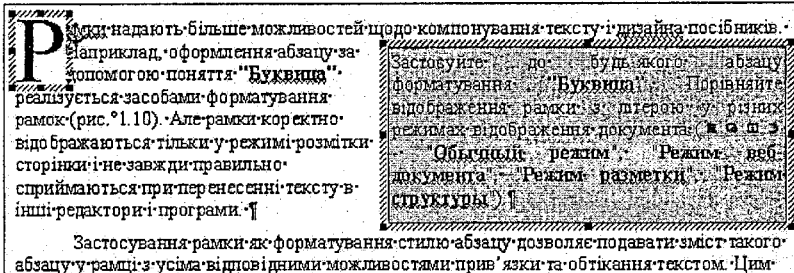 Рамки надають більше можливостей щодо компонування тексту і дизайна посібників.
Наприклад, оформлення абзацу за
допомогою поняття "Буквица"
реалізується засобами форматування
рамок (рис.°1.10). Але рамки коректно
відображаються тільки у режимі розмітки
сторінки і не завжди правильно
сприймаються при перенесенні тексту в
інші редактори і програми. ¶
Застосуйте до будь-якого абзацу
форматування "Буквица". Порівняйте
відображення рамки з літерою у різних
режимах відображення документа (
"Обычный режим", "Режим веб-
документа" "Режим разметки", "Режим
структуры") ¶
Застосування рамки як форматування стилю абзацу дозволяє подавати зміст такого
абзацу у рамці з усіма відповідними можливостями прив'язки та обтікання текстом. Цим